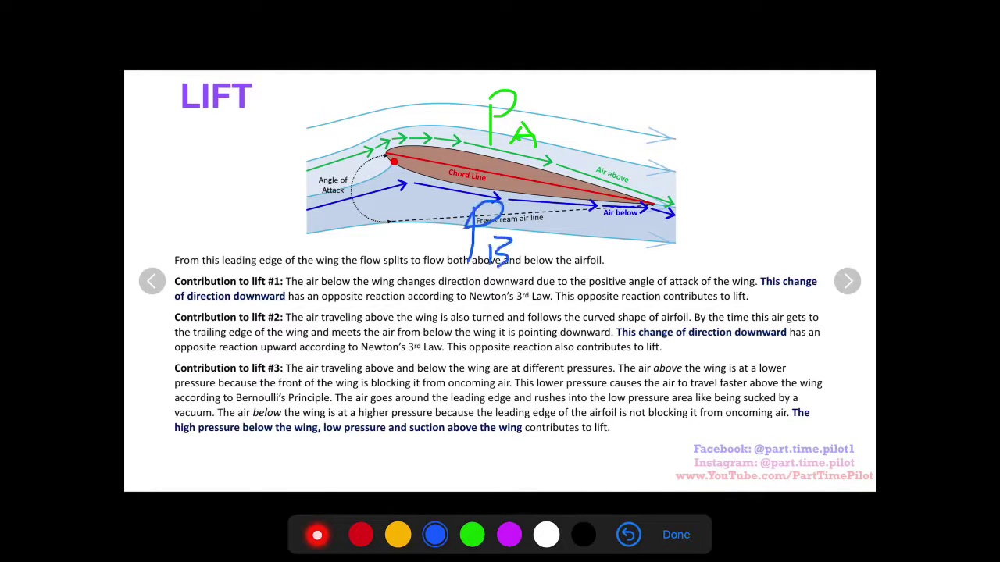 LIFT
P A
Angle of
Attack
Chord Line
Air above
Air below
Free stream air line
P B
From this leading edge of the wing the flow splits to flow both above and below the airfoil.
Contribution to lift #1: The air below the wing changes direction downward due to the positive angle of attack of the wing. This change
of direction downward has an opposite reaction according to Newton's 3rd Law. This opposite reaction contributes to lift.
Contribution to lift #2: The air traveling above the wing is also turned and follows the curved shape of airfoil. By the time this air gets to
the trailing edge of the wing and meets the air from below the wing it is pointing downward. This change of direction downward has an
opposite reaction upward according to Newton's 3rd Law. This opposite reaction also contributes to lift.
Contribution to lift #3: The air traveling above and below the wing are at different pressures. The air above the wing is at a lower
pressure because the front of the wing is blocking it from oncoming air. This lower pressure causes the air to travel faster above the wing
according to Bernoulli's Principle. The air goes around the leading edge and rushes into the low pressure area like being sucked by a
vacuum. The air below the wing is at a higher pressure because the leading edge of the airfoil is not blocking it from oncoming air. The
high pressure below the wing, low pressure and suction above the wing contributes to lift.
Facebook: @part.time.pilot1
Instagram: @part.time.pilot
www.YouTube.com/PartTimePilot
Done